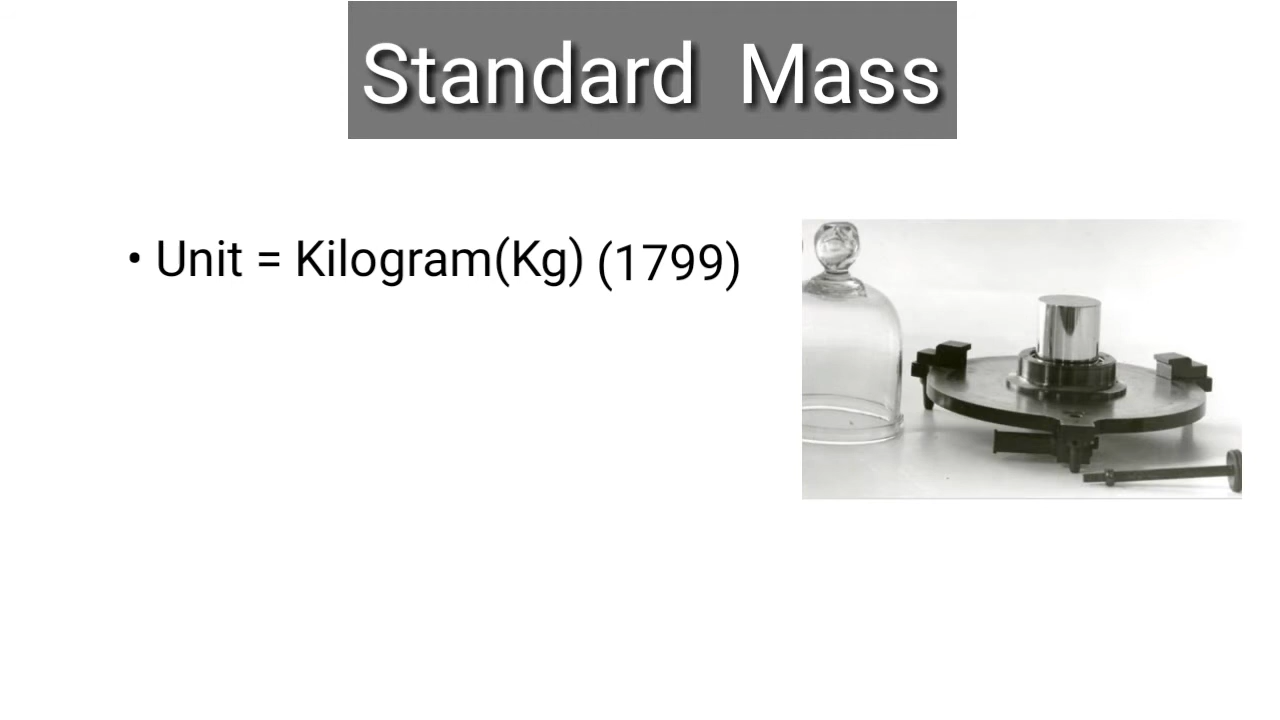 Standard Mass
• Unit = Kilogram(Kg) (1799)